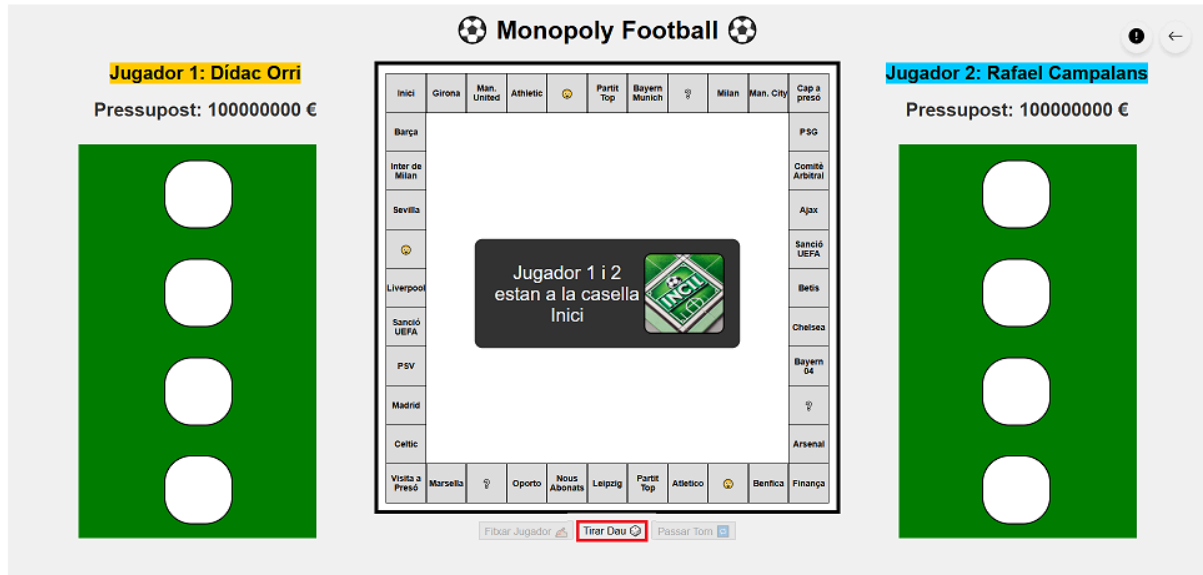 Monopoly Football
Jugador 1: Dídac Orri
Pressupost: 100000000 €
Jugador 2: Rafael Campalans
Pressupost: 100000000 €
Inici
Girona
Man.
United
Athletic
Partit
Top
Bayern
Munich
?
Milan
Man. City
Cap a
presó
Barça
PSG
Inter de
Milan
Comitè
Arbitral
Sevilla
Ajax
Sanció
UEFA
Liverpool
Betis
Sanció
UEFA
Chelsea
PSV
Bayern
04
Madrid
?
Celtic
Arsenal
Visita a
Presó
Marsella
?
Oporto
Nous
Abonats
Leipzig
Partit
Top
Atletico
Benfica
Finança
Jugador 1 i 2
estan a la casella
Inici
INCII
Fitxar Jugador
Tirar Dau
Passar Torn